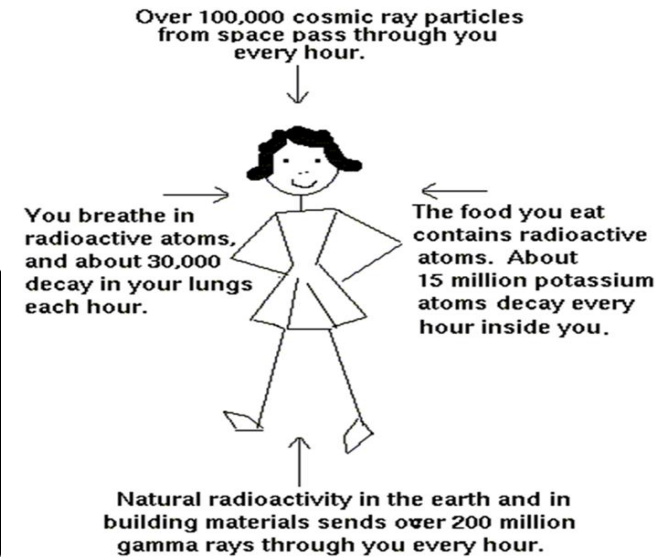 Over 100,000 cosmic ray particles
from space pass through you
every hour.
You breathe in
radioactive atoms,
and about 30,000
decay in your lungs
each hour.
The food you eat
contains radioactive
atoms. About
15 million potassium
atoms decay every
hour inside you.
Natural radioactivity in the earth and in
building materials sends over 200 million
gamma rays through you every hour.